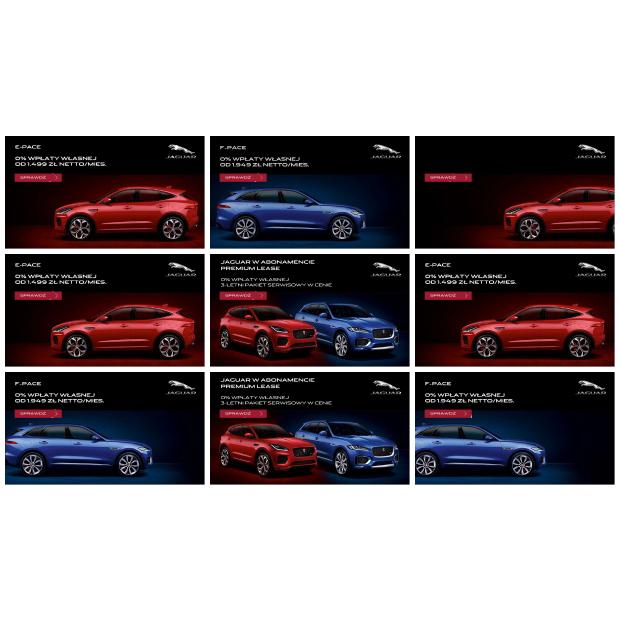 E-PACE
0% WPŁATY WŁASNEJ
OD 1.499 ZŁ NETTO/MIES.
SPRAWDŹ
JAGUAR
F-PACE
0% WPŁATY WŁASNEJ
OD 1.949 ZŁ NETTO/MIES.
SPRAWDŹ
JAGUAR
SPRAWDŹ
JAGUAR
E-PACE
0% WPŁATY WŁASNEJ
OD 1.499 ZŁ NETTO/MIES.
SPRAWDŹ
JAGUAR
JAGUAR W ABONAMENCIE
PREMIUM LEASE
0% WPŁATY WŁASNEJ
3-LETNI PAKIET SERWISOWY W CENIE
SPRAWDŹ
JAGUAR
E-PACE
0% WPŁATY WŁASNEJ
OD 1.499 ZŁ NETTO/MIES.
SPRAWDŹ
JAGUAR
F-PACE
0% WPŁATY WŁASNEJ
OD 1.949 ZŁ NETTO/MIES.
SPRAWDŹ
JAGUAR
JAGUAR W ABONAMENCIE
PREMIUM LEASE
0% WPŁATY WŁASNEJ
3-LETNI PAKIET SERWISOWY W CENIE
SPRAWDŹ
JAGUAR
F-PACE
0% WPŁATY WŁASNEJ
OD 1.949 ZŁ NETTO/MIES.
SPRAWDŹ
JAGUAR